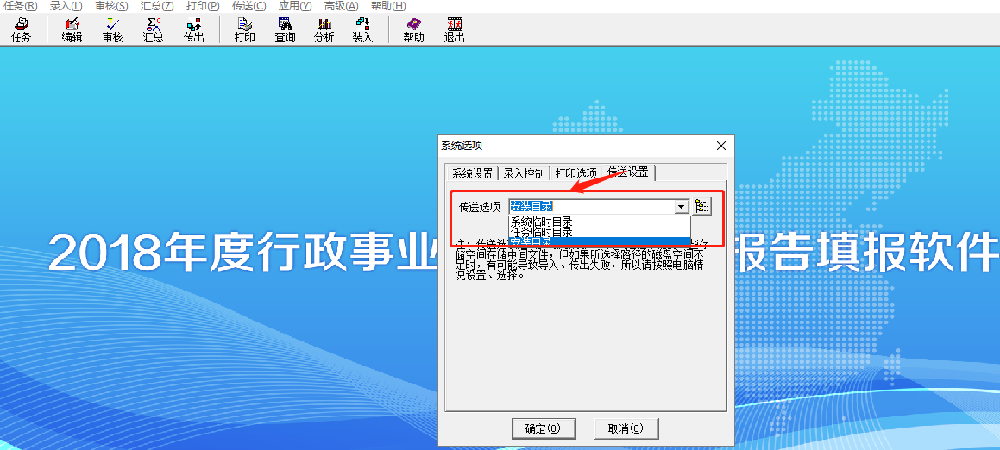 任务(R) 录入(L) 审核(S) 汇总(Z) 打印(P) 传送(C) 应用(Y) 高级(A) 帮助(H)
任务 编辑 审核 汇总 传出 打印 查询 分析 装入 帮助 退出
系统选项
系统设置 录入控制 打印选项 传送设置
传送选项 安装目录
系统临时目录
任务临时目录
安装目录
注：传送选
储空间存储中间文件，但如果所选择路径的磁盘空间不
足时，有可能导致导入、传出失败，所以请按照电脑情
况设置、选择。
2018年度行政事业 报告填报软件
确定(O) 取消(C)